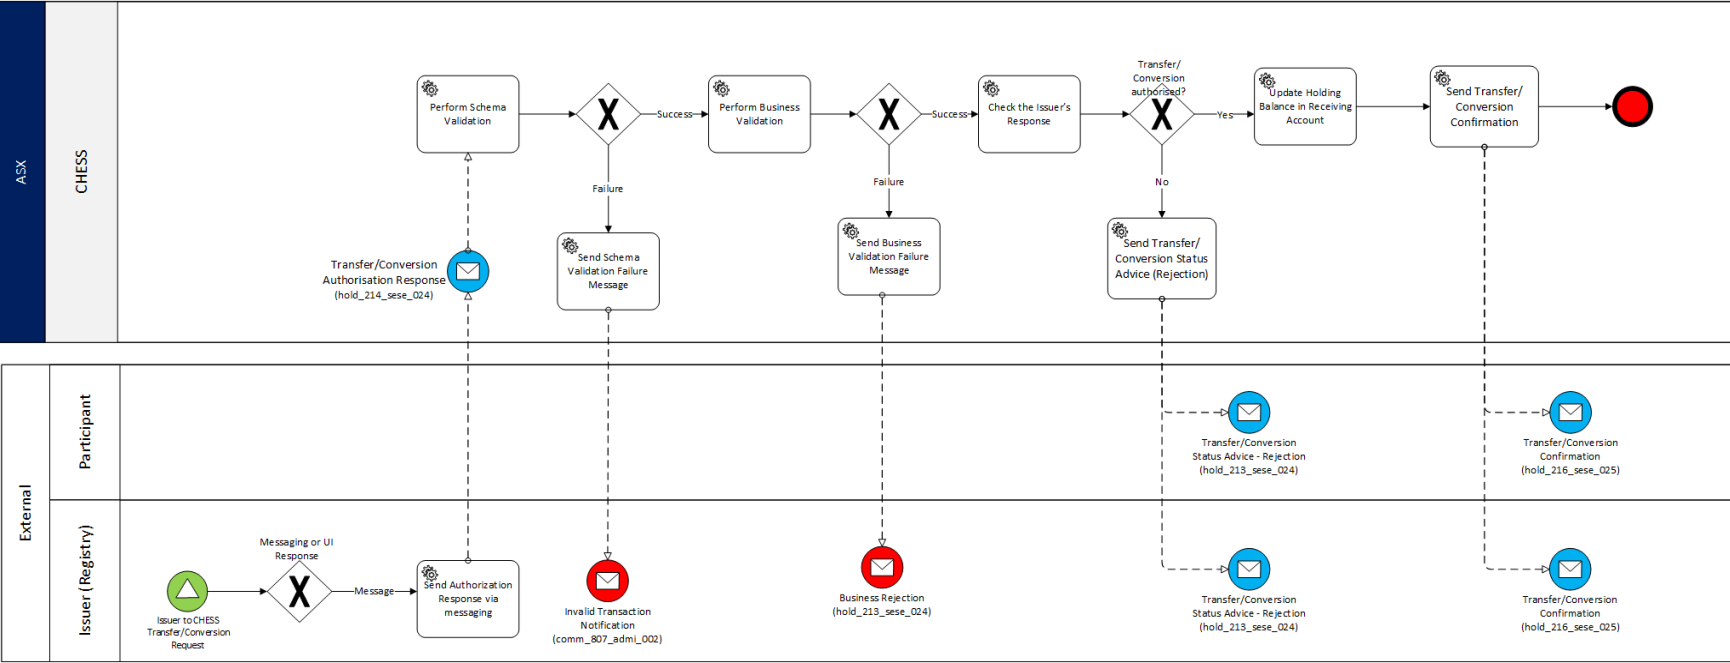 ASX
CHESS
Perform Schema
Validation
Success
Perform Business
Validation
Success
Check the Issuer's
Response
Transfer/
Conversion
authorised?
Yes
Update Holding
Balance in Receiving
Account
Send Transfer/
Conversion
Confirmation
Failure
Failure
No
Transfer/Conversion
Authorisation Response
(hold_214_sese_024)
Send Schema
Validation Failure
Message
Send Business
Validation Failure
Message
Send Transfer/
Conversion Status
Advice (Rejection)
External
Participant
Transfer/Conversion
Status Advice - Rejection
(hold_213_sese_024)
Transfer/Conversion
Confirmation
(hold_216_sese_025)
Issuer (Registry)
Issuer to CHESS
Transfer/Conversion
Request
Messaging or UI
Response
Message
Send Authorization
Response via
messaging
Invalid Transaction
Notification
(comm_807_admi_002)
Business Rejection
(hold_213_sese_024)
Transfer/Conversion
Status Advice - Rejection
(hold_213_sese_024)
Transfer/Conversion
Confirmation
(hold_216_sese_025)